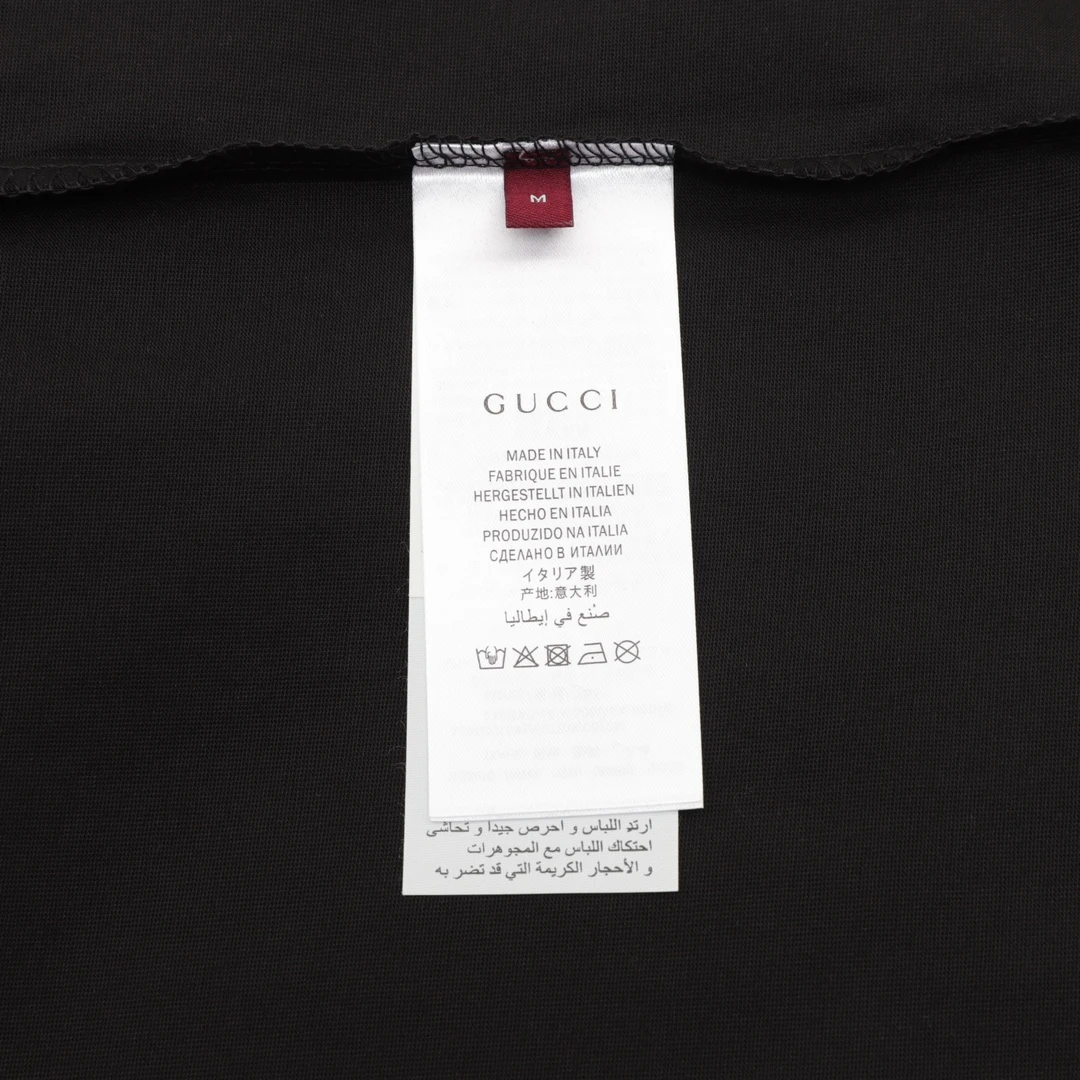 M
GUCCI
MADE IN ITALY
FABRIQUE EN ITALIE
HERGESTELLT IN ITALIEN
HECHO EN ITALIA
PRODUZIDO NA ITALIA
СДЕЛАНО В ИТАЛИИ
イタリア製
产地:意大利
صُنع في إيطاليا
ارتدِ اللباس و احرص جيدا و تحاشى
احتكاك اللباس مع المجوهرات
و الأحجار الكريمة التي قد تضر به